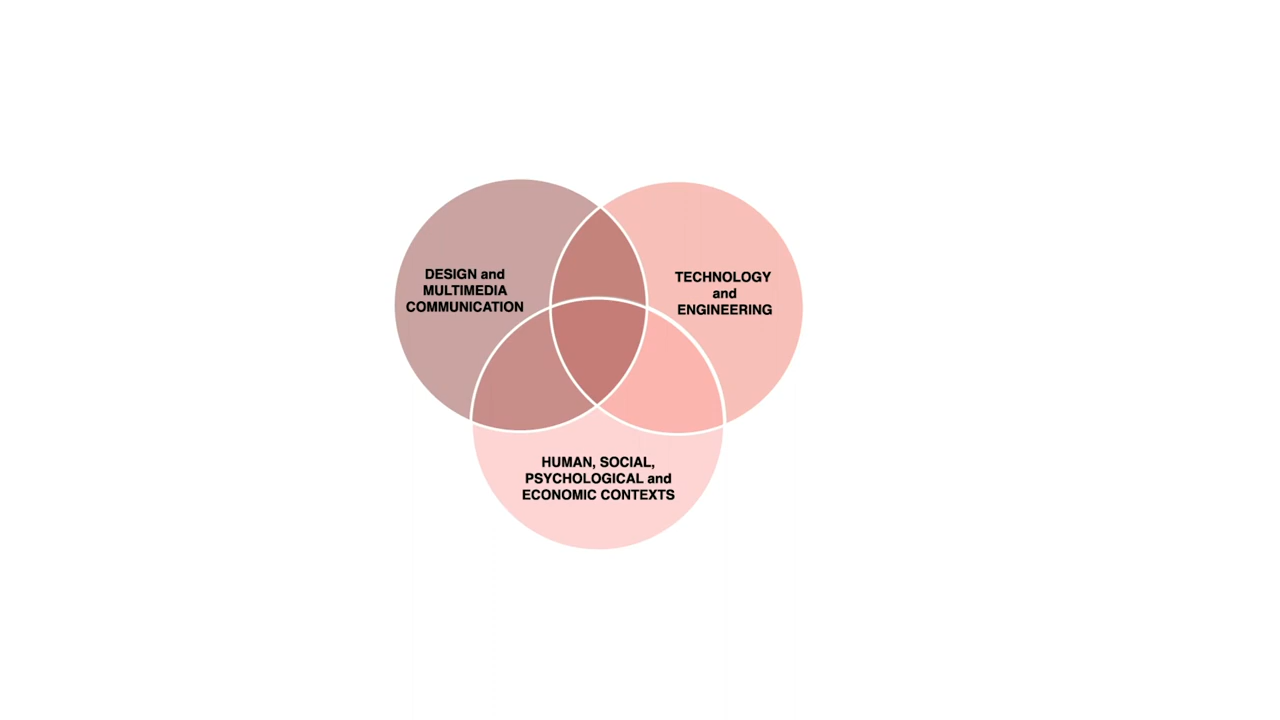 DESIGN and
MULTIMEDIA
COMMUNICATION
TECHNOLOGY
and
ENGINEERING
HUMAN, SOCIAL,
PSYCHOLOGICAL and
ECONOMIC CONTEXTS